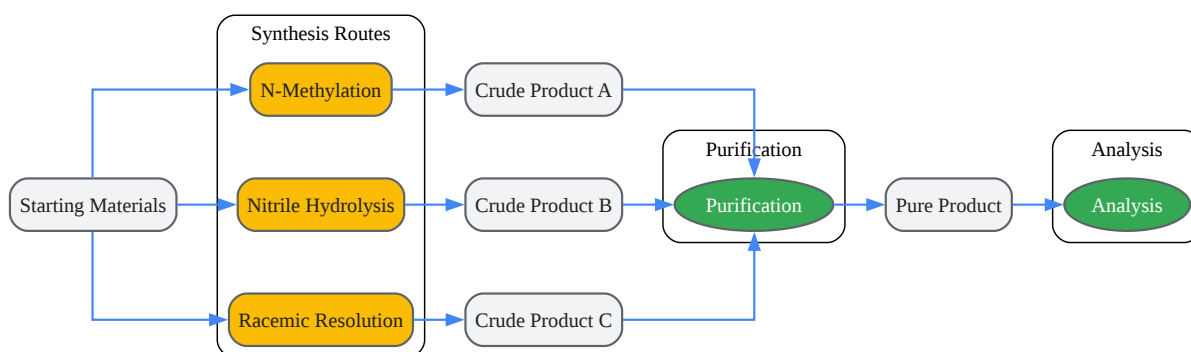 Synthesis Routes
N-Methylation
Crude Product A
Purification
Analysis
Starting Materials
Nitrile Hydrolysis
Crude Product B
Purification
Pure Product
Analysis
Racemic Resolution
Crude Product C